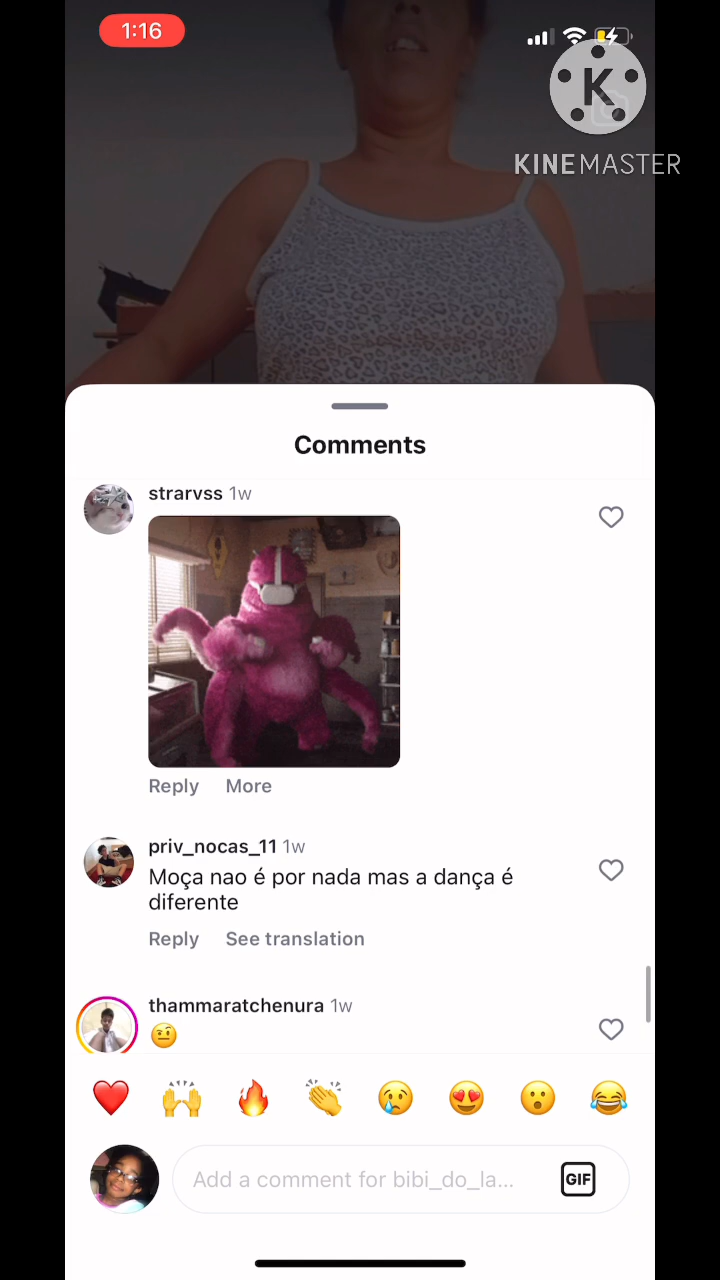 1:16
K
KINEMASTER
Comments
strarvss 1w
Reply More
priv_nocas_11 1w
Moça nao é por nada mas a dança é
diferente
Reply See translation
thammaratchenura 1w
Add a comment for bibi_do_la...
GIF